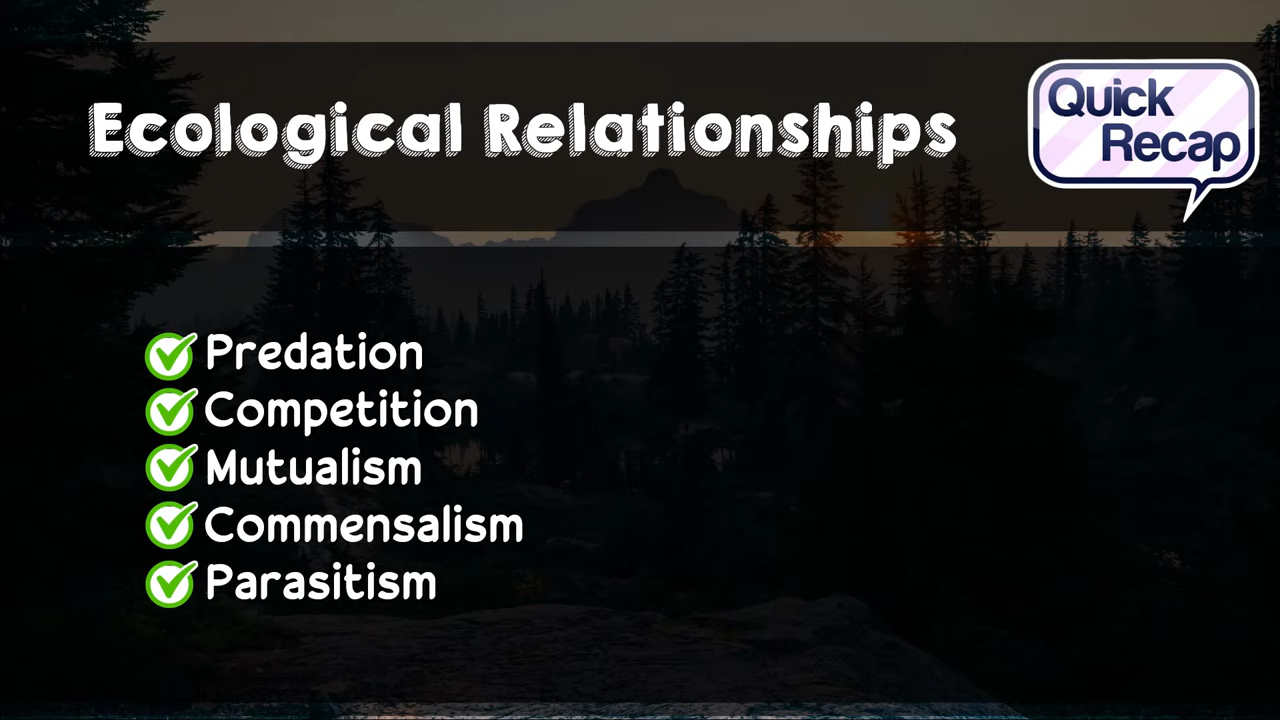 Ecological Relationships
Quick
Recap
Predation
Competition
Mutualism
Commensalism
Parasitism